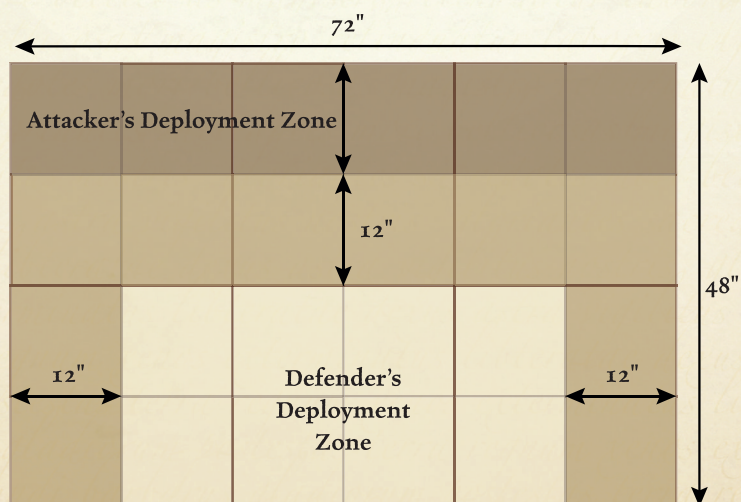 72"
Attacker's Deployment Zone
12"
48"
12"
12"
Defender's
Deployment
Zone